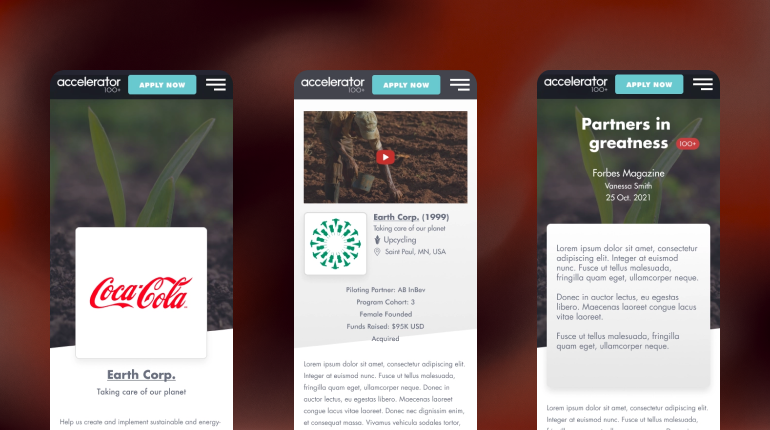 accelerator
100+
APPLY NOW
Coca-Cola
Earth Corp.
Taking care of our planet
Help us create and implement sustainable and energy-
accelerator
100+
APPLY NOW
Earth Corp. (1999)
Taking care of our planet
Upcycling
Saint Paul, MN, USA
Piloting Partner: AB InBev
Program Cohort: 3
Female Founded
Funds Raised: $95K USD
Acquired
Lorem ipsum dolor sit amet, consectetur adipiscing elit.
Integer at euismod nunc. Fusce ut tellus malesuada,
fringilla quam eget, ullamcorper neque. Donec in
auctor lectus, eu egestas libero. Maecenas laoreet
congue lacus vitae laoreet. Donec nec dignissim enim,
et consequat massa. Vivamus vehicula sodales tortor,
accelerator
100+
APPLY NOW
Partners in
greatness 100+
Forbes Magazine
Vanessa Smith
25 Oct. 2021
Lorem ipsum dolor sit amet, consectetur
adipiscing elit. Integer at euismod
nunc. Fusce ut tellus malesuada,
fringilla quam eget, ullamcorper neque.
Donec in auctor lectus, eu egestas
libero. Maecenas laoreet congue lacus
vitae laoreet.
Fusce ut tellus malesuada, fringilla
quam eget, ullamcorper neque.
Lorem ipsum dolor sit amet, consectetur